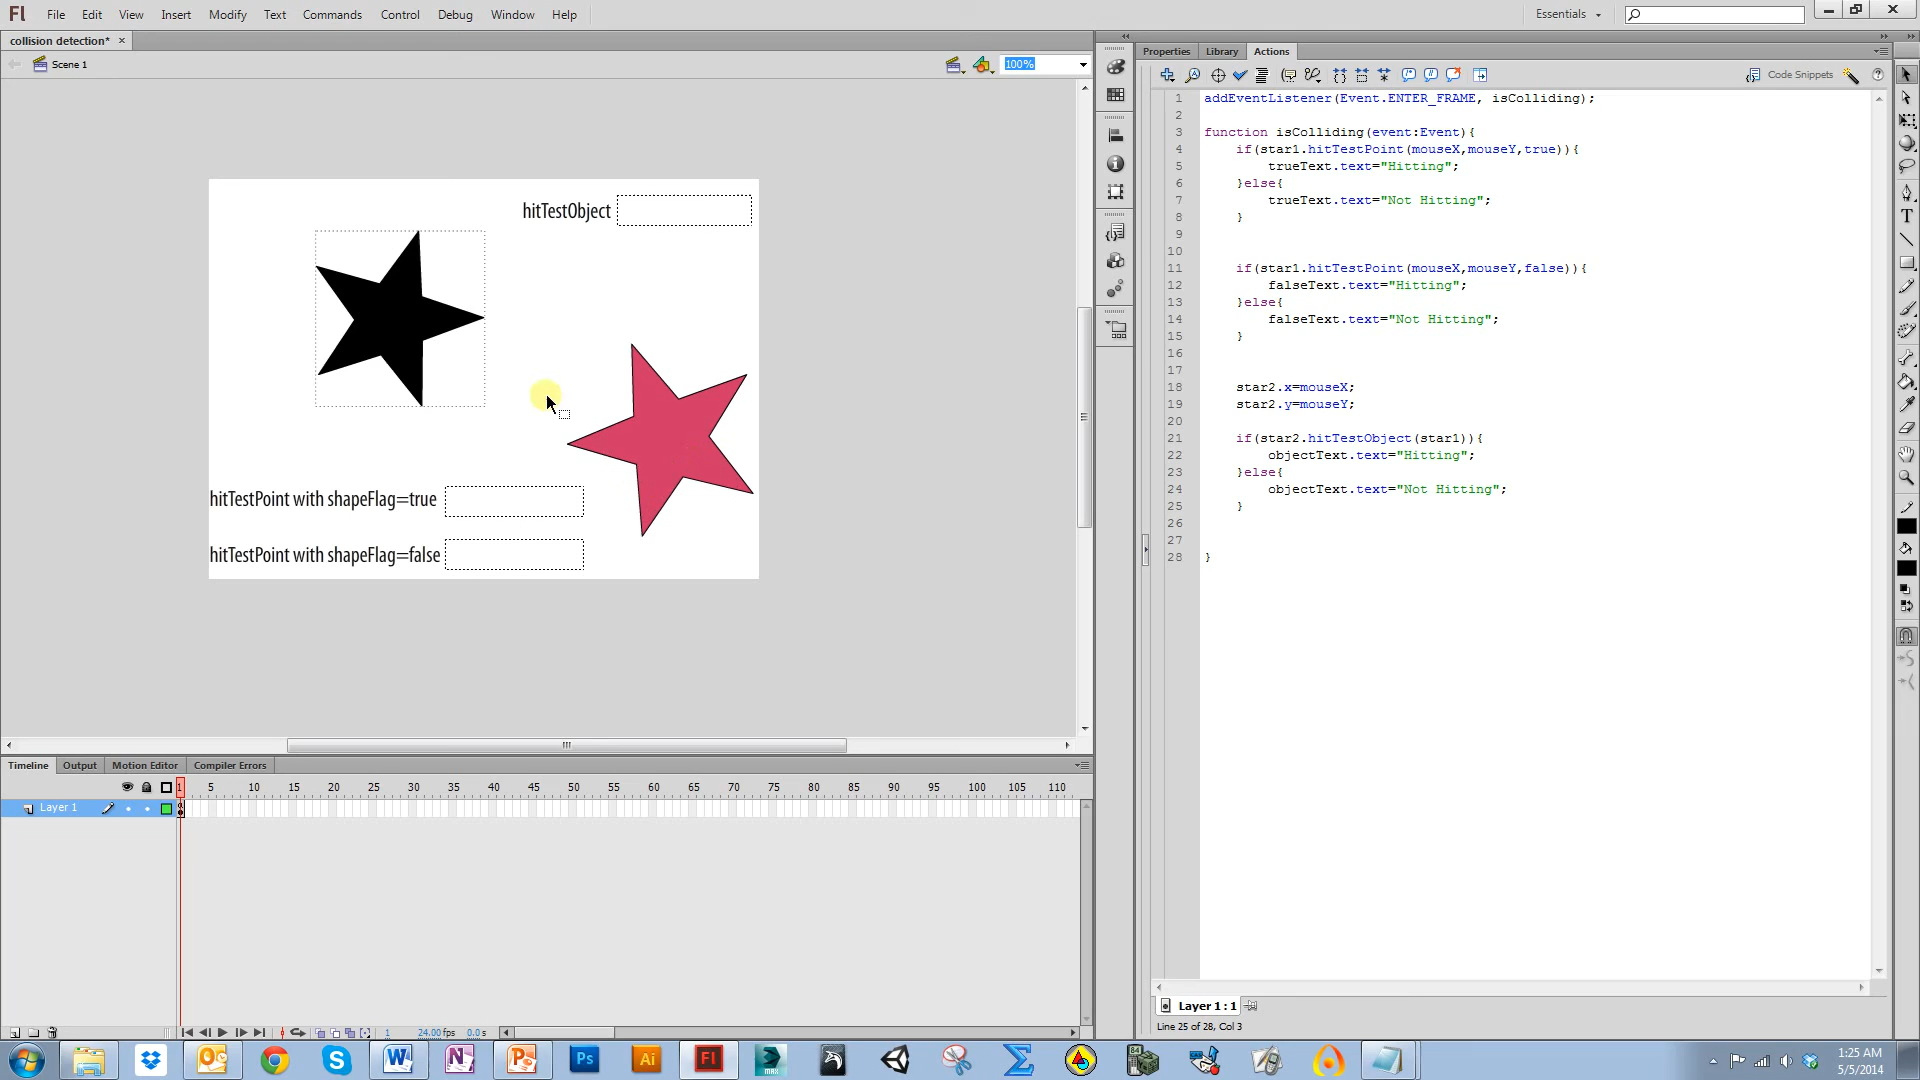 Fl File Edit View Insert Modify Text Commands Control Debug Window Help Essentials
collision detection* ×
Scene 1 100%
Properties Library Actions
Code Snippets
1 addEventListener(Event.ENTER_FRAME, isColliding);
2
3 function isColliding(event:Event){
4 if(star1.hitTestPoint(mouseX,mouseY,true)){
5 trueText.text="Hitting";
6 }else{
7 trueText.text="Not Hitting";
8 }
9
10
11 if(star1.hitTestPoint(mouseX,mouseY,false)){
12 falseText.text="Hitting";
13 }else{
14 falseText.text="Not Hitting";
15 }
16
17
18 star2.x=mouseX;
19 star2.y=mouseY;
20
21 if(star2.hitTestObject(star1)){
22 objectText.text="Hitting";
23 }else{
24 objectText.text="Not Hitting";
25 }
26
27
28 }
hitTestObject
hitTestPoint with shapeFlag=true
hitTestPoint with shapeFlag=false
Timeline Output Motion Editor Compiler Errors
1 5 10 15 20 25 30 35 40 45 50 55 60 65 70 75 80 85 90 95 100 105 110
Layer 1
1 24.00 fps 0.0 s
Layer 1 : 1
Line 25 of 28, Col 3
Ps Ai Fl
1:25 AM
5/5/2014